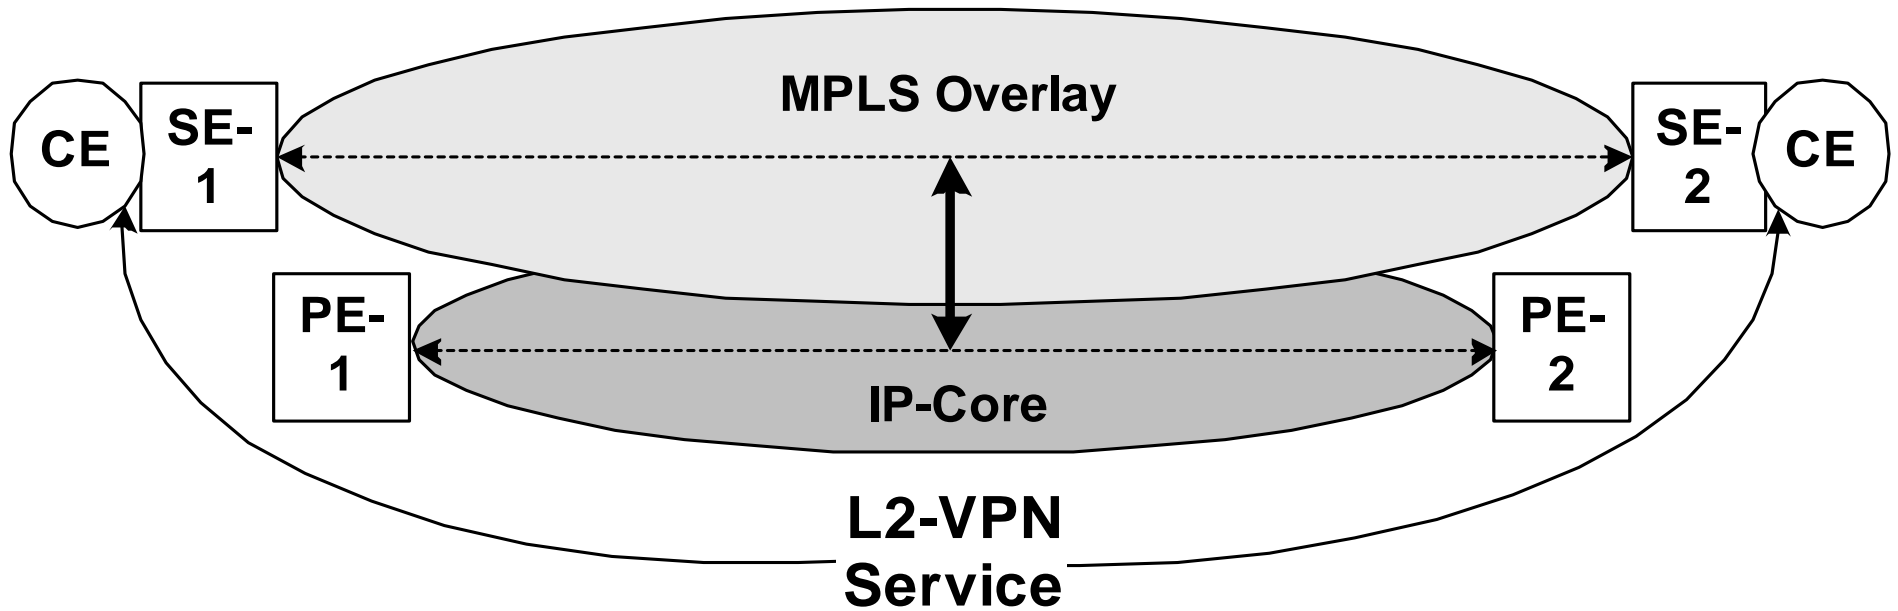 MPLS Overlay
CE
SE-
1
SE-
2
CE
PE-
1
PE-
2
IP-Core
L2-VPN
Service